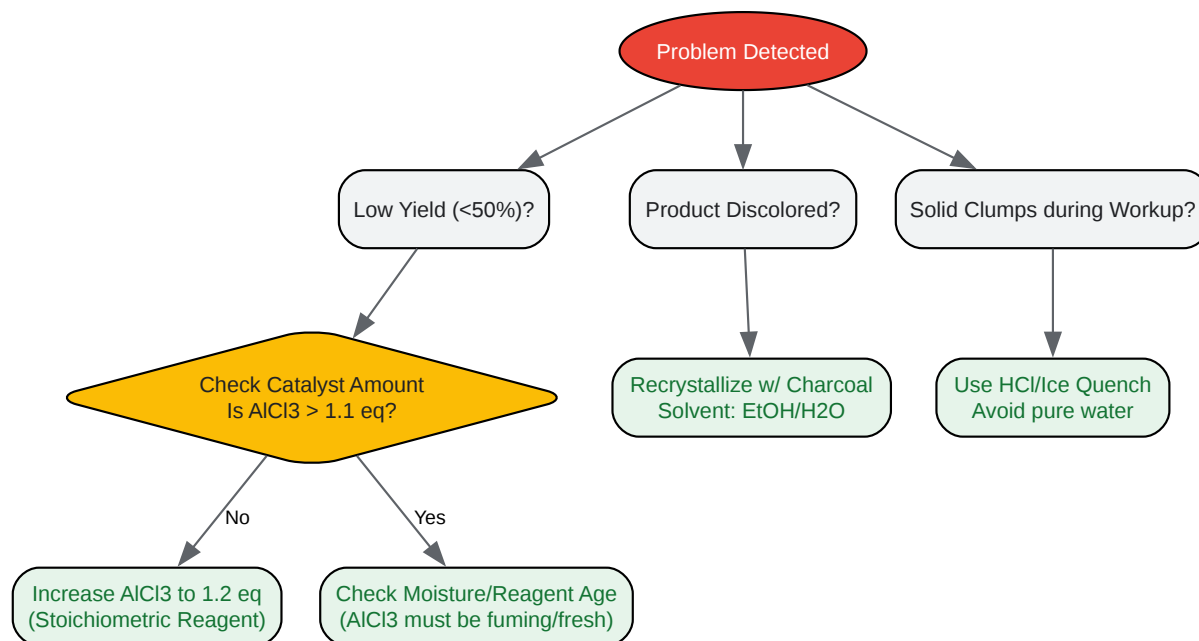 Problem Detected
Low Yield (<50%)?
Product Discolored?
Solid Clumps during Workup?
Check Catalyst Amount
Is AlCl3 > 1.1 eq?
Recrystallize w/ Charcoal
Solvent: EtOH/H2O
Use HCl/Ice Quench
Avoid pure water
No
Yes
Increase AlCl3 to 1.2 eq
(Stoichiometric Reagent)
Check Moisture/Reagent Age
(AlCl3 must be fuming/fresh)